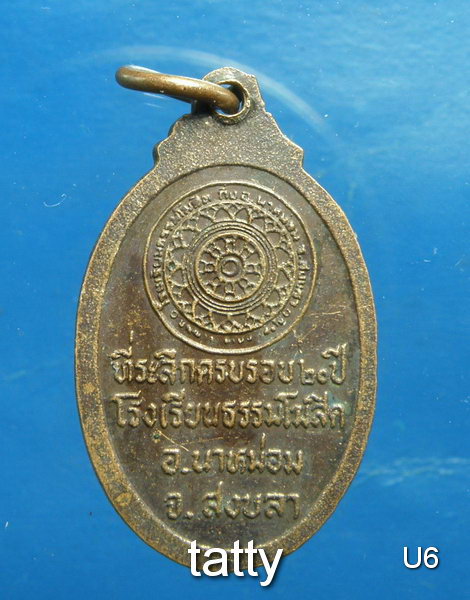 ที่ระลึกครบรอบ ๒๐ ปี
โรงเรียนธรรมโฆสิต
อ.นาหม่อม
จ.สงขลา
tatty
U6